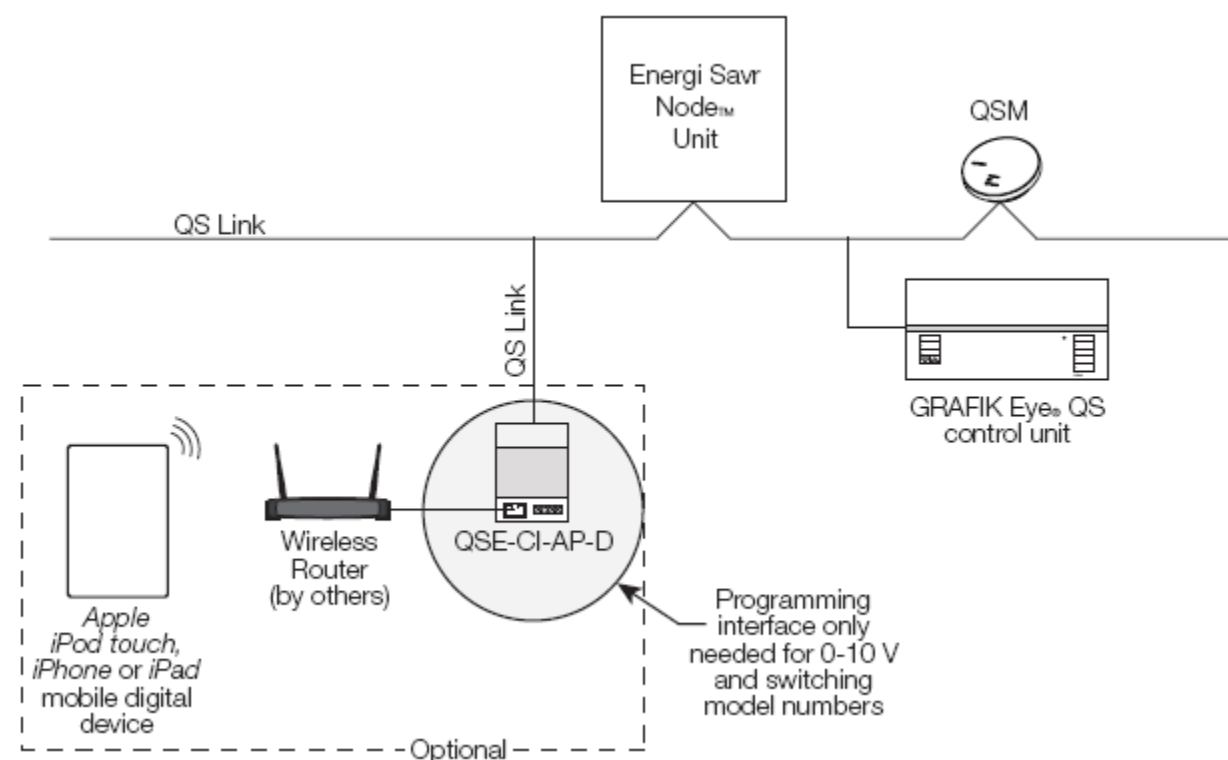 Energi Savr
Node™
Unit
QSM
QS Link
QS Link
GRAFIK Eye® QS
control unit
QSE-CI-AP-D
Wireless
Router
(by others)
Apple
iPod touch,
iPhone or iPad
mobile digital
device
Programming
interface only
needed for 0-10 V
and switching
model numbers
Optional